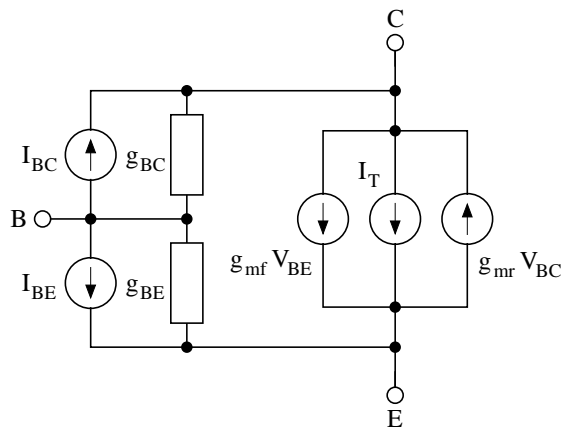 C
I_BC
g_BC
I_T
B
I_BE
g_BE
g_mf V_BE
g_mr V_BC
E